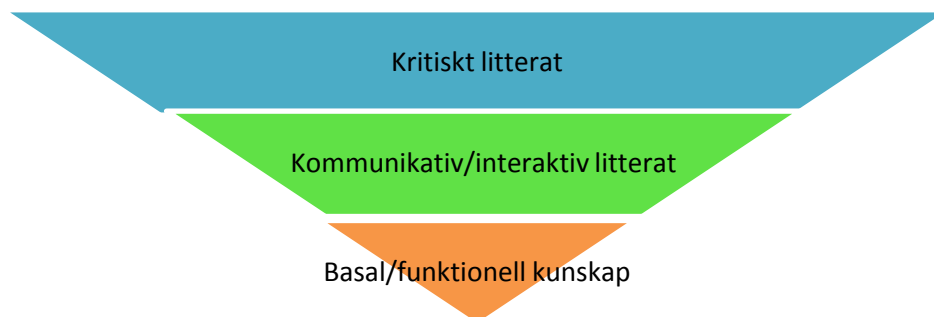 Kritiskt litterat
Kommunikativ/interaktiv litterat
Basal/funktionell kunskap